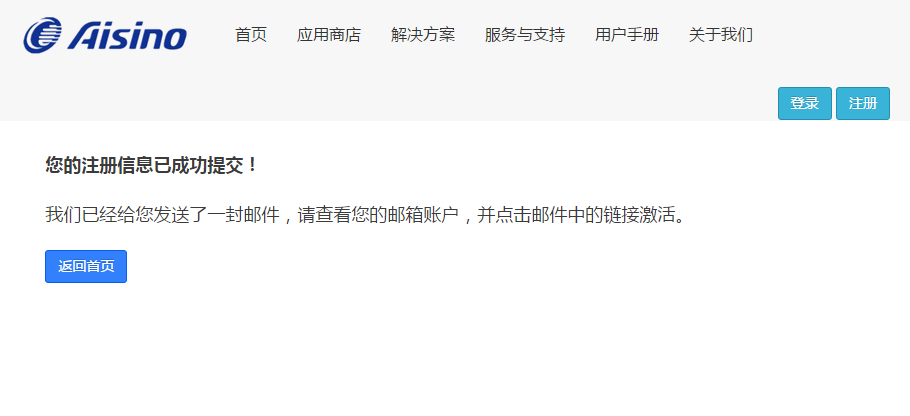 Aisino 首页 应用商店 解决方案 服务与支持 用户手册 关于我们
登录 注册
您的注册信息已成功提交！
我们已经给您发送了一封邮件，请查看您的邮箱账户，并点击邮件中的链接激活。
返回首页